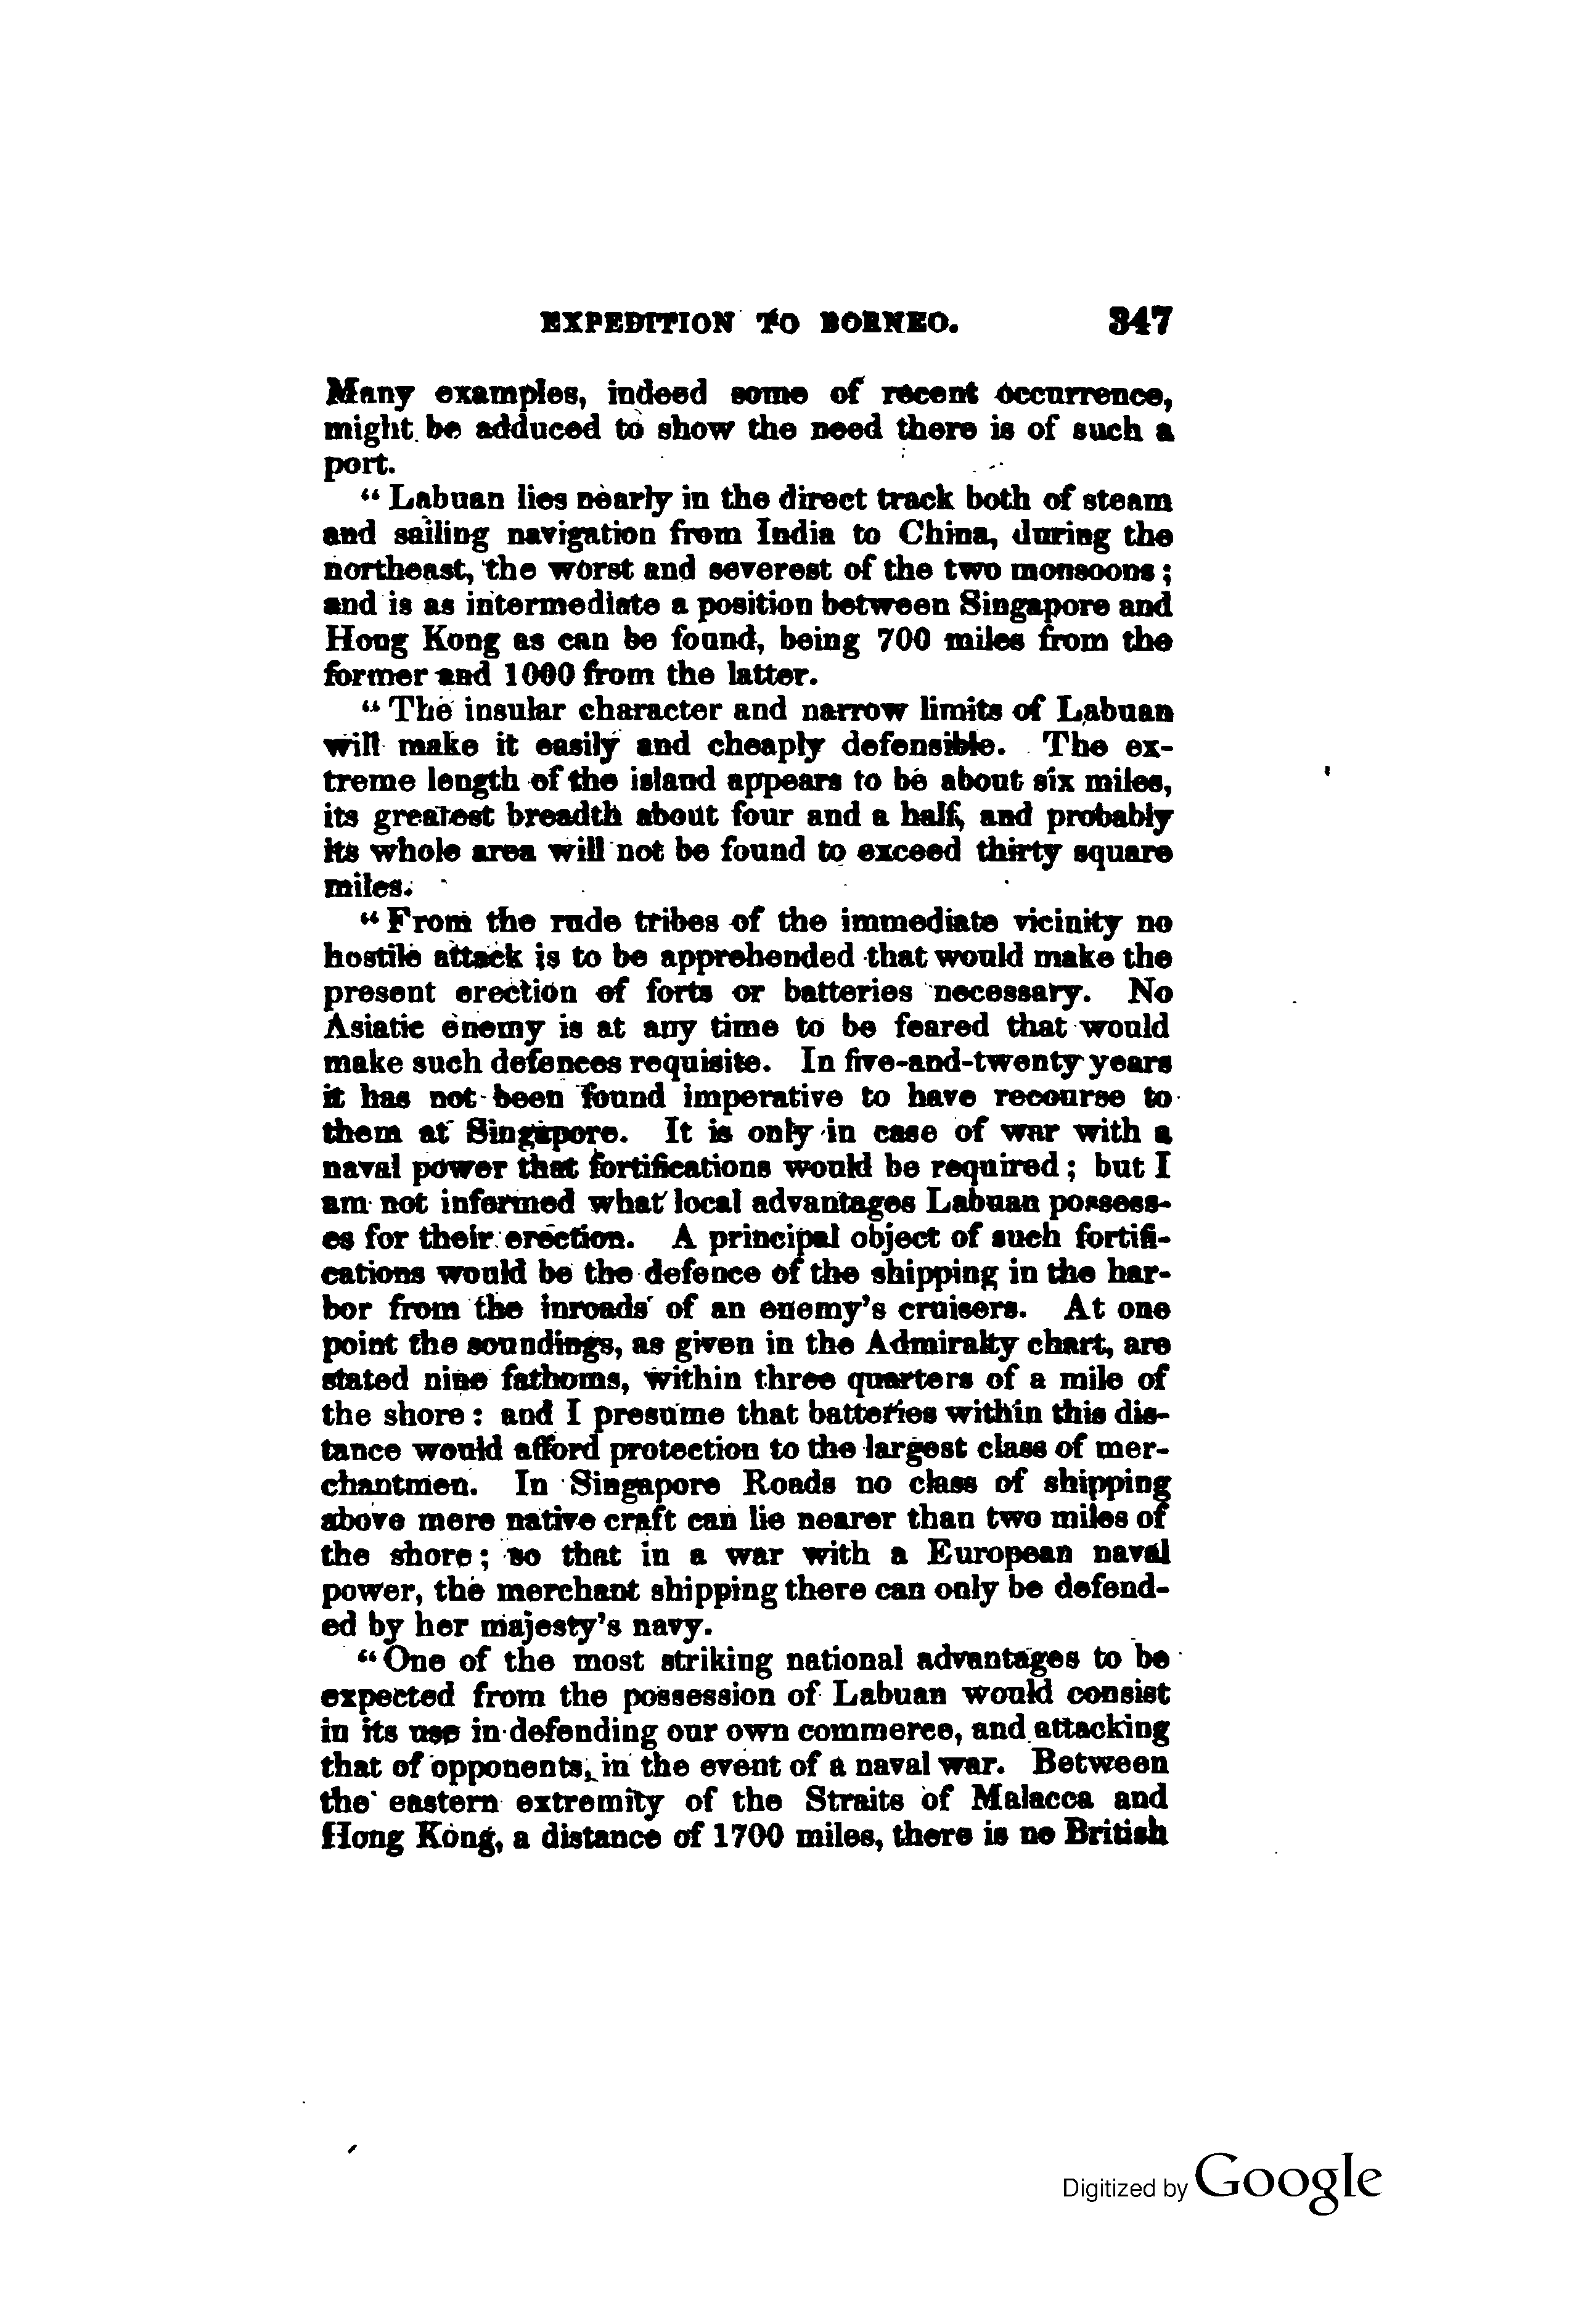 EXPEDITION TO BORNEO. 347
Many examples, indeed some of recent occurrence,
might be adduced to show the need there is of such a
port.
“ Labuan lies nearly in the direct track both of steam
and sailing navigation from India to China, during the
northeast, the worst and severest of the two monsoons;
and is as intermediate a position between Singapore and
Hong Kong as can be found, being 700 miles from the
former and 1000 from the latter.
“ The insular character and narrow limits of Labuan
will make it easily and cheaply defensible. The ex-
treme length of the island appears to be about six miles,
its greatest breadth about four and a half, and probably
its whole area will not be found to exceed thirty square
miles.
“ From the rude tribes of the immediate vicinity no
hostile attack is to be apprehended that would make the
present erection of forts or batteries necessary. No
Asiatic enemy is at any time to be feared that would
make such defences requisite. In five-and-twenty years
it has not been found imperative to have recourse to
them at Singapore. It is only in case of war with a
naval power that fortifications would be required; but I
am not informed what local advantages Labuan possess-
es for their erection. A principal object of such fortifi-
cations would be the defence of the shipping in the har-
bor from the inroads of an enemy's cruisers. At one
point the soundings, as given in the Admiralty chart, are
stated nine fathoms, within three quarters of a mile of
the shore: and I presume that batteries within this dis-
tance would afford protection to the largest class of mer-
chantmen. In Singapore Roads no class of shipping
above mere native craft can lie nearer than two miles of
the shore; so that in a war with a European naval
power, the merchant shipping there can only be defend-
ed by her majesty's navy.
“ One of the most striking national advantages to be
expected from the possession of Labuan would consist
in its use in defending our own commerce, and attacking
that of opponents, in the event of a naval war. Between
the eastern extremity of the Straits of Malacca and
Hong Kong, a distance of 1700 miles, there is no British
Digitized by Google